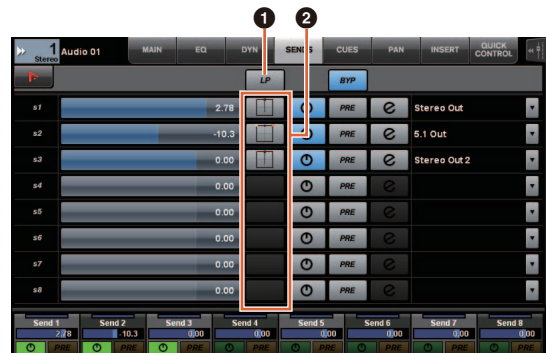 1 2
1 Stereo Audio 01 MAIN EQ DYN SENDS CUES PAN INSERT QUICK CONTROL
LP BYP
s1 2.78 PRE e Stereo Out
s2 -10.3 PRE e 5.1 Out
s3 0.00 PRE e Stereo Out 2
s4 0.00 PRE e
s5 0.00 PRE e
s6 0.00 PRE e
s7 0.00 PRE e
s8 0.00 PRE e
Send 1 Send 2 Send 3 Send 4 Send 5 Send 6 Send 7 Send 8
2.78 -10.3 0.00 0.00 0.00 0.00 0.00 0.00
PRE PRE PRE PRE PRE PRE PRE PRE